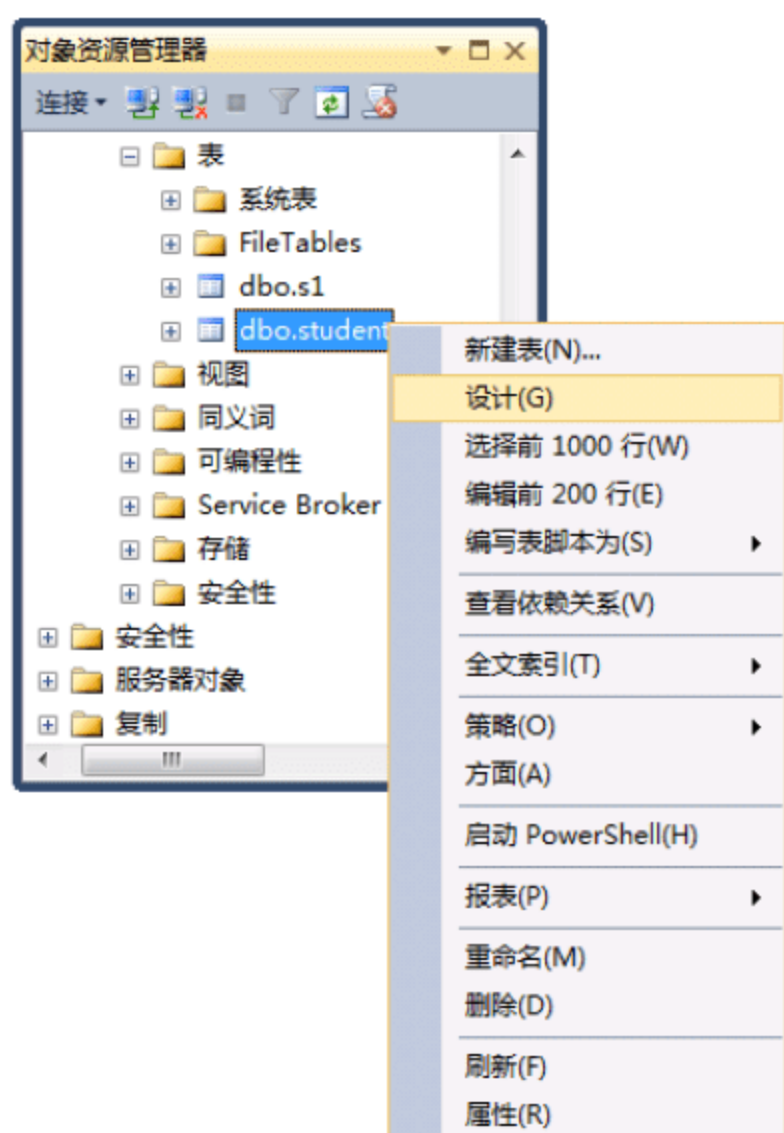 对象资源管理器
连接
表
系统表
FileTables
dbo.s1
dbo.student
视图
同义词
可编程性
Service Broker
存储
安全性
安全性
服务器对象
复制
新建表(N)...
设计(G)
选择前 1000 行(W)
编辑前 200 行(E)
编写表脚本为(S)
查看依赖关系(V)
全文索引(T)
策略(O)
方面(A)
启动 PowerShell(H)
报表(P)
重命名(M)
删除(D)
刷新(F)
属性(R)